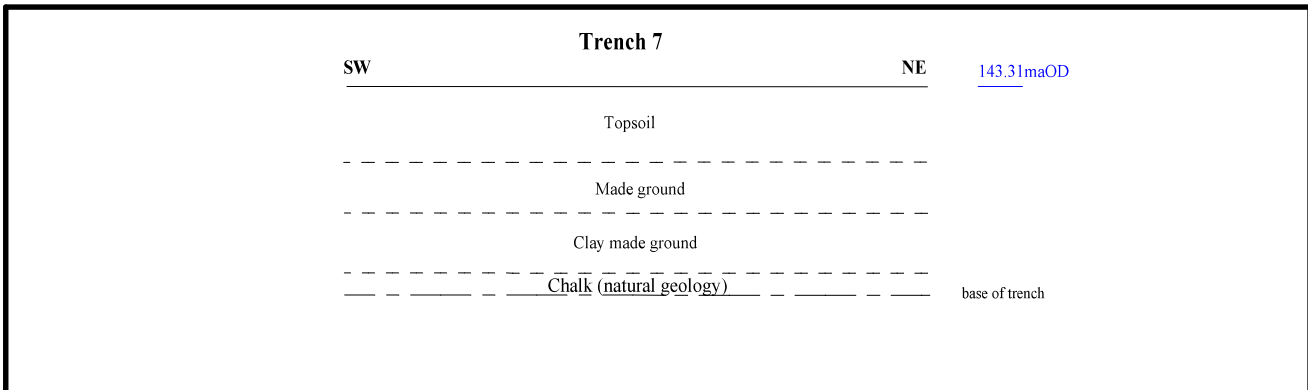 Trench 7
SW NE 143.31maOD
Topsoil
Made ground
Clay made ground
Chalk (natural geology)
base of trench